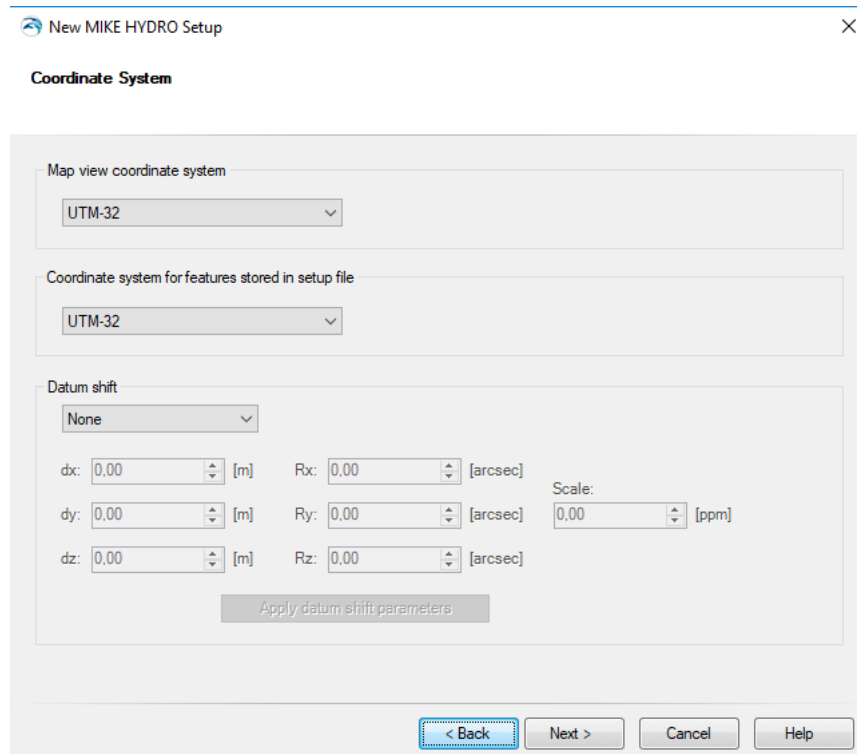 New MIKE HYDRO Setup
Coordinate System
Map view coordinate system
UTM-32
Coordinate system for features stored in setup file
UTM-32
Datum shift
None
dx: 0,00 [m] Rx: 0,00 [arcsec]
Scale:
dy: 0,00 [m] Ry: 0,00 [arcsec] 0,00 [ppm]
dz: 0,00 [m] Rz: 0,00 [arcsec]
Apply datum shift parameters
< Back Next > Cancel Help